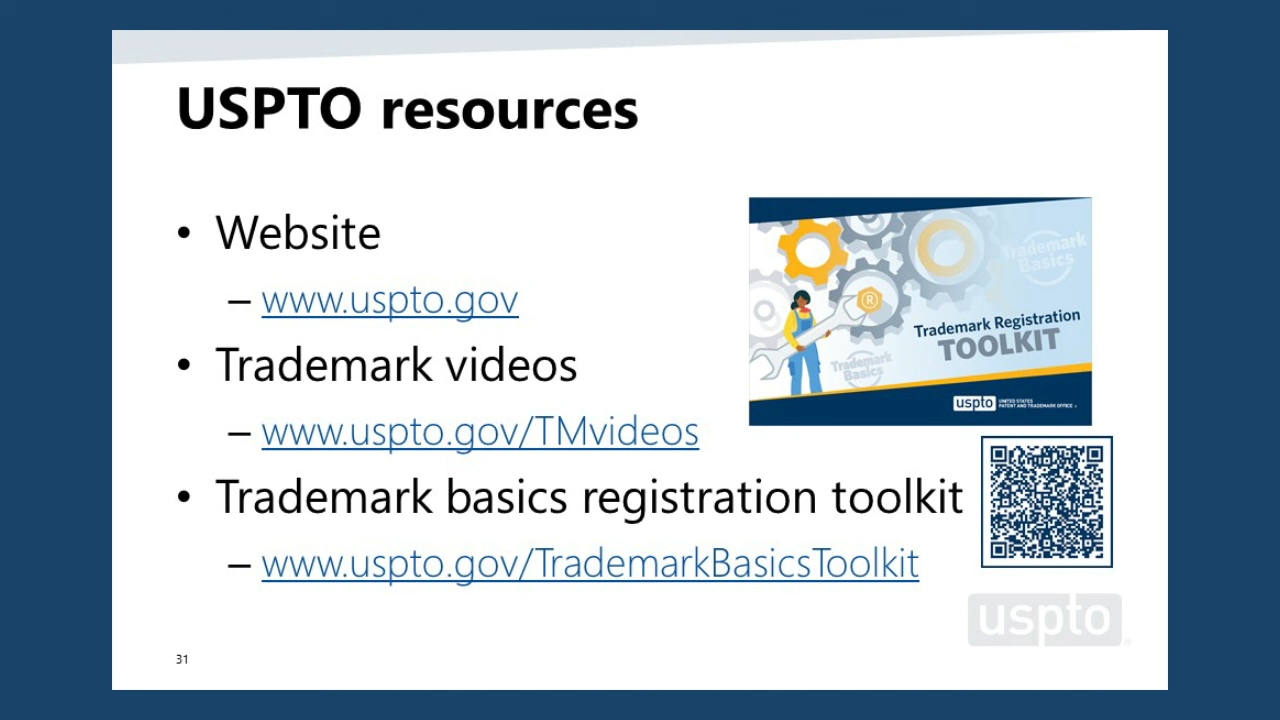 USPTO resources
• Website
– www.uspto.gov
• Trademark videos
– www.uspto.gov/TMvideos
• Trademark basics registration toolkit
– www.uspto.gov/TrademarkBasicsToolkit
Trademark
Basics
®
Trademark Registration
TOOLKIT
Trademark
Basics
uspto
UNITED STATES
PATENT AND TRADEMARK OFFICE
uspto
31